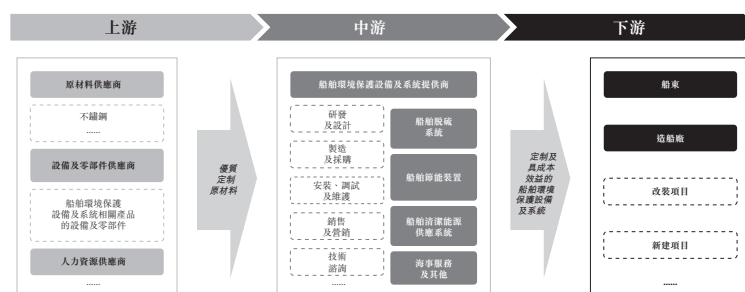 上游
中游
下游
原材料供應商
不鏽鋼
......
設備及零部件供應商
船舶環境保護
設備及系統相關產品
的設備及零部件
人力資源供應商
......
優質
定制
原材料
船舶環境保護設備及系統提供商
研發
及設計
製造
及採購
安裝、調試
及維護
銷售
及營銷
技術
諮詢
......
船舶脫硫
系統
船舶節能裝置
船舶清潔能源
供應系統
海事服務
及其他
定制及
具成本
效益的
船舶環境
保護設備
及系統
船東
造船廠
改裝項目
新建項目
......